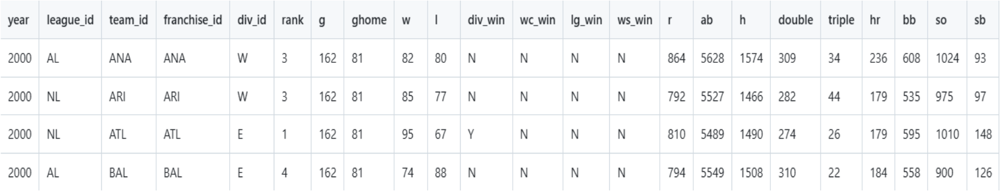 year league_id team_id franchise_id div_id rank g ghome w l div_win wc_win lg_win ws_win r ab h double triple hr bb so sb
2000 AL ANA ANA W 3 162 81 82 80 N N N N 864 5628 1574 309 34 236 608 1024 93
2000 NL ARI ARI W 3 162 81 85 77 N N N N 792 5527 1466 282 44 179 535 975 97
2000 NL ATL ATL E 1 162 81 95 67 Y N N N 810 5489 1490 274 26 179 595 1010 148
2000 AL BAL BAL E 4 162 81 74 88 N N N N 794 5549 1508 310 22 184 558 900 126